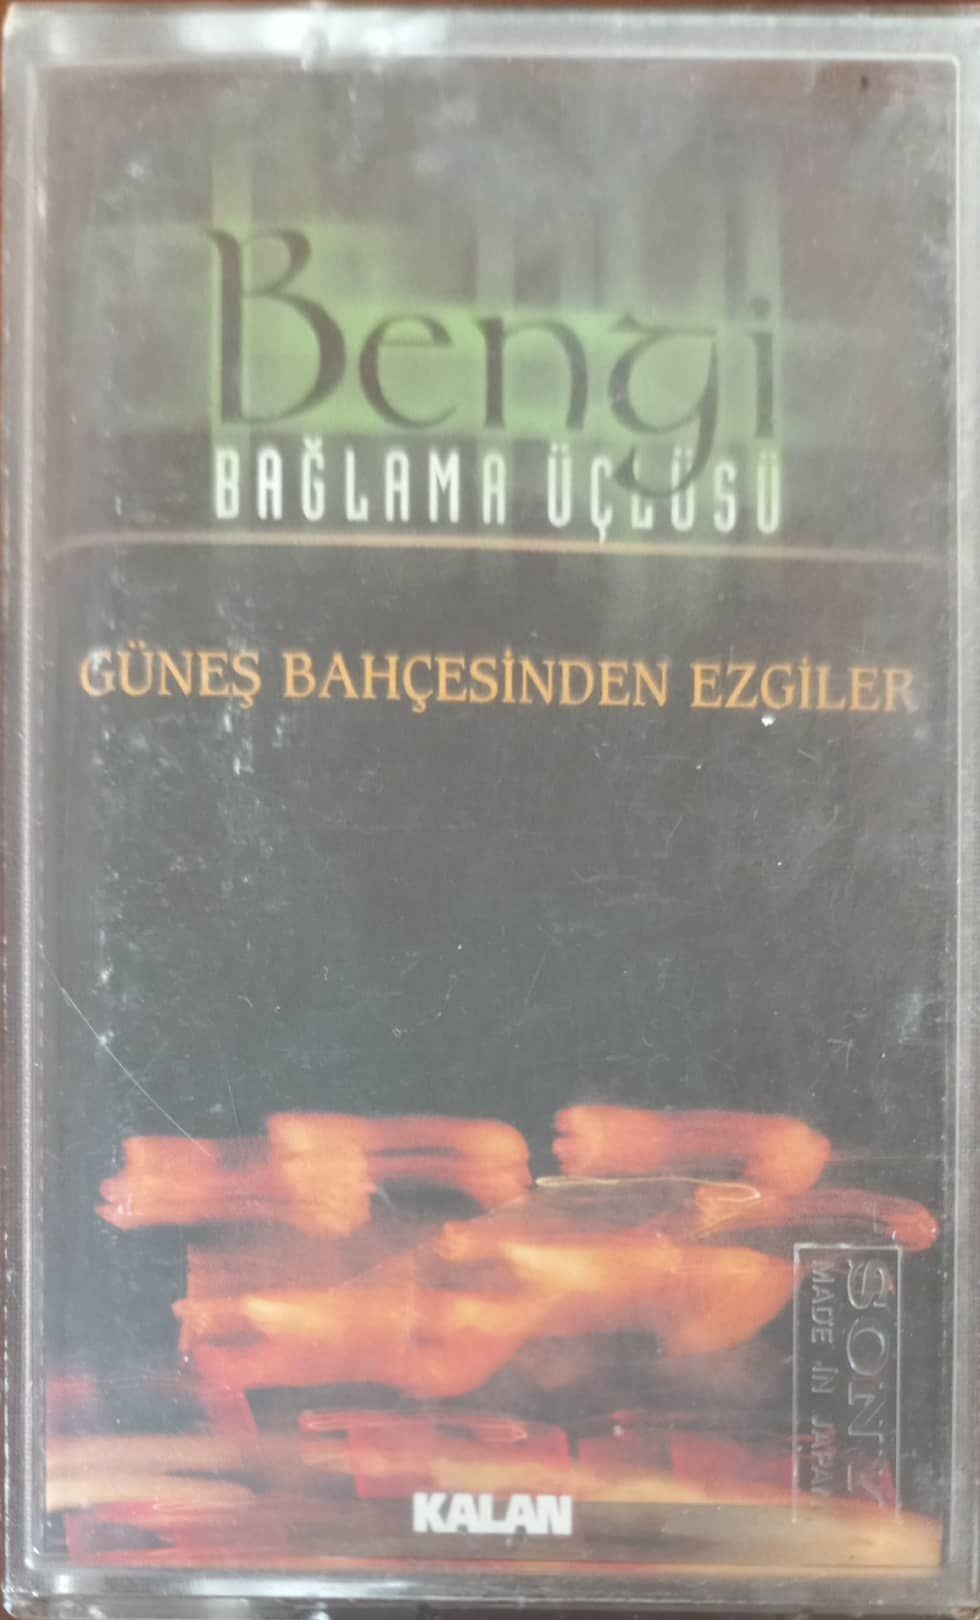 Bengi
BAĞLAMA ÜÇLÜSÜ
GÜNEŞ BAHÇESİNDEN EZGİLER
SONY
MADE IN JAPAN
KALAN